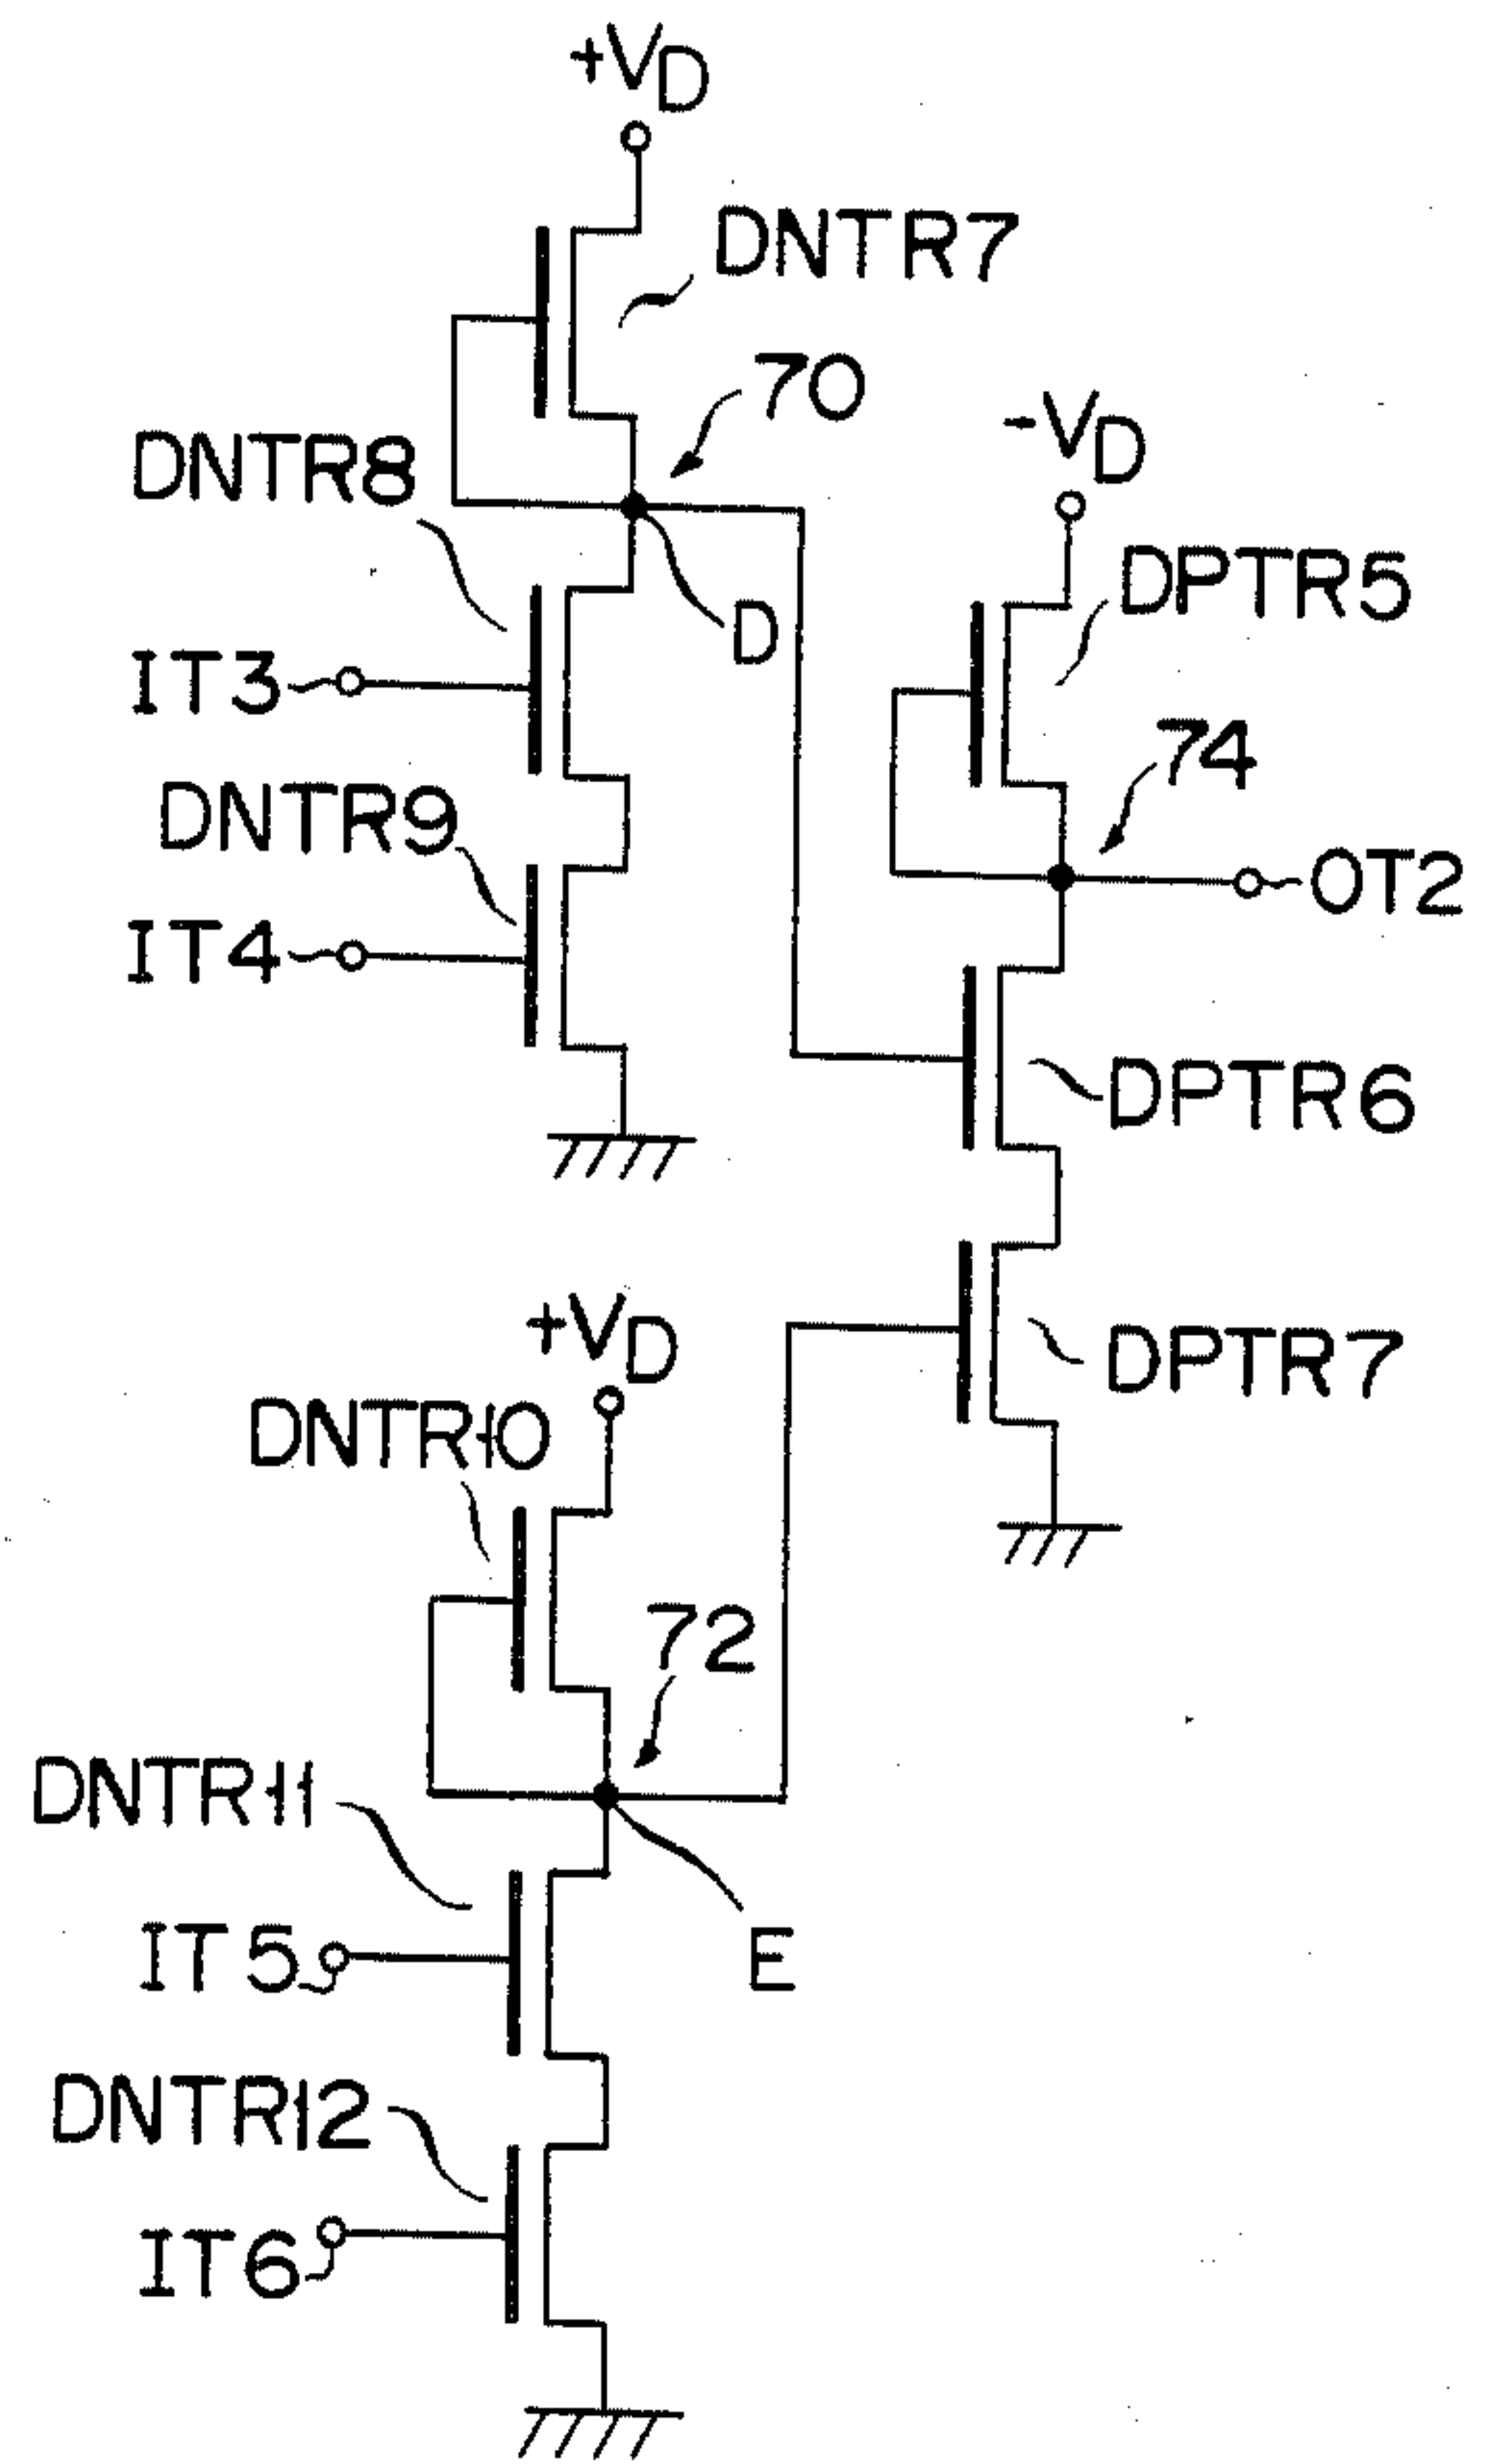 +VD
DNTR7
70
-VD
DNTR8
DPTR5
D
IT3
74
DNTR9
OT2
IT4
DPTR6
+VD
DPTR7
DNTR10
72
DNTR11
IT5
E
DNTR12
IT6